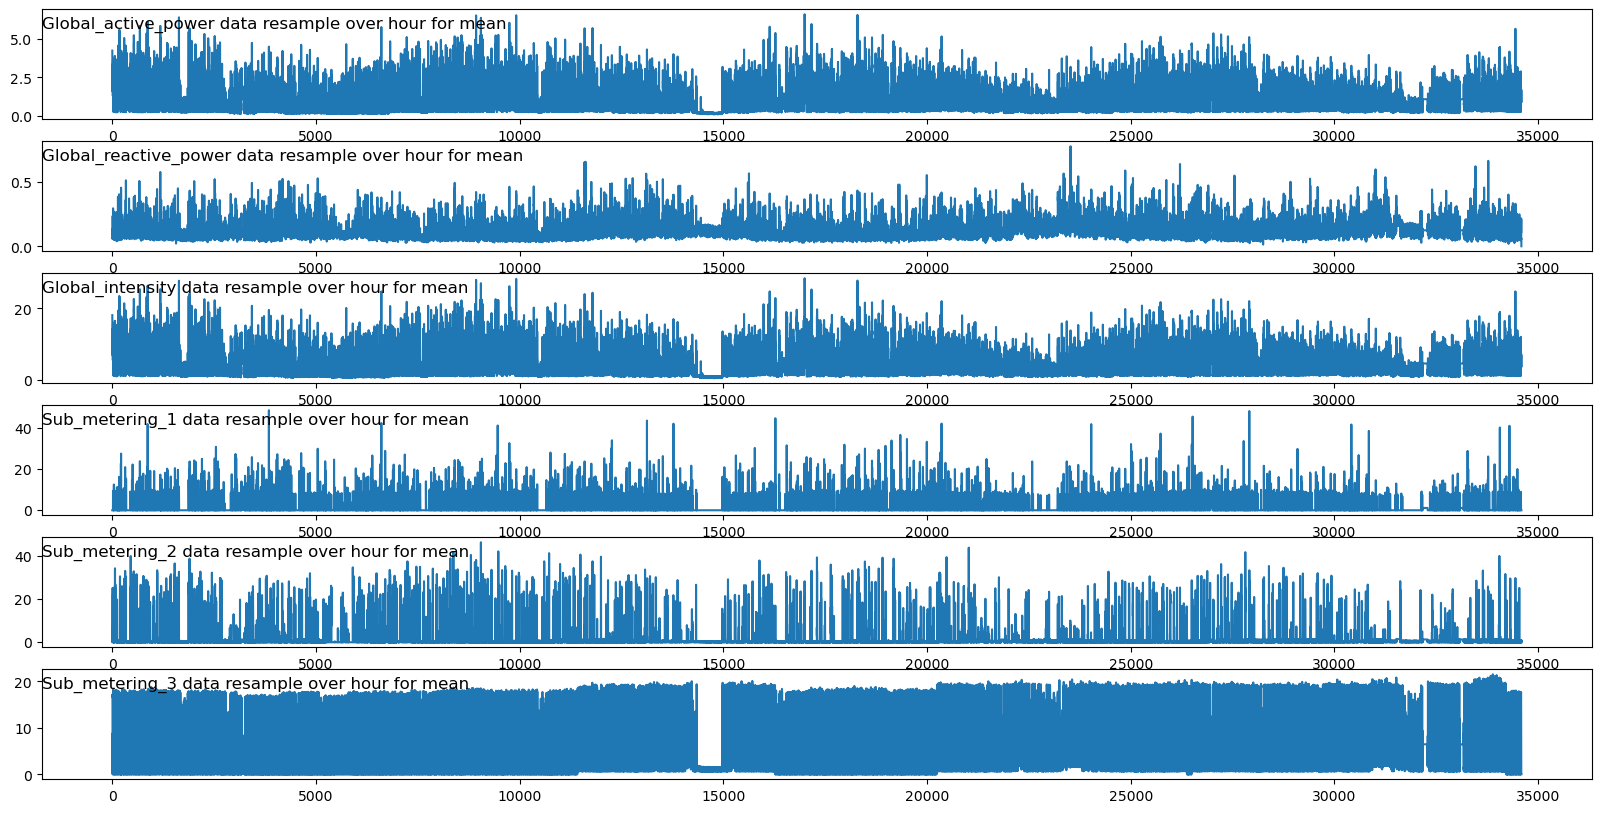 Global_active_power data resample over hour for mean
5.0
2.5
0.0
0 5000 10000 15000 20000 25000 30000 35000
Global_reactive_power data resample over hour for mean
0.5
0.0
0 5000 10000 15000 20000 25000 30000 35000
Global_intensity data resample over hour for mean
20
0
0 5000 10000 15000 20000 25000 30000 35000
Sub_metering_1 data resample over hour for mean
40
20
0
0 5000 10000 15000 20000 25000 30000 35000
Sub_metering_2 data resample over hour for mean
40
20
0
0 5000 10000 15000 20000 25000 30000 35000
Sub_metering_3 data resample over hour for mean
20
10
0
0 5000 10000 15000 20000 25000 30000 35000